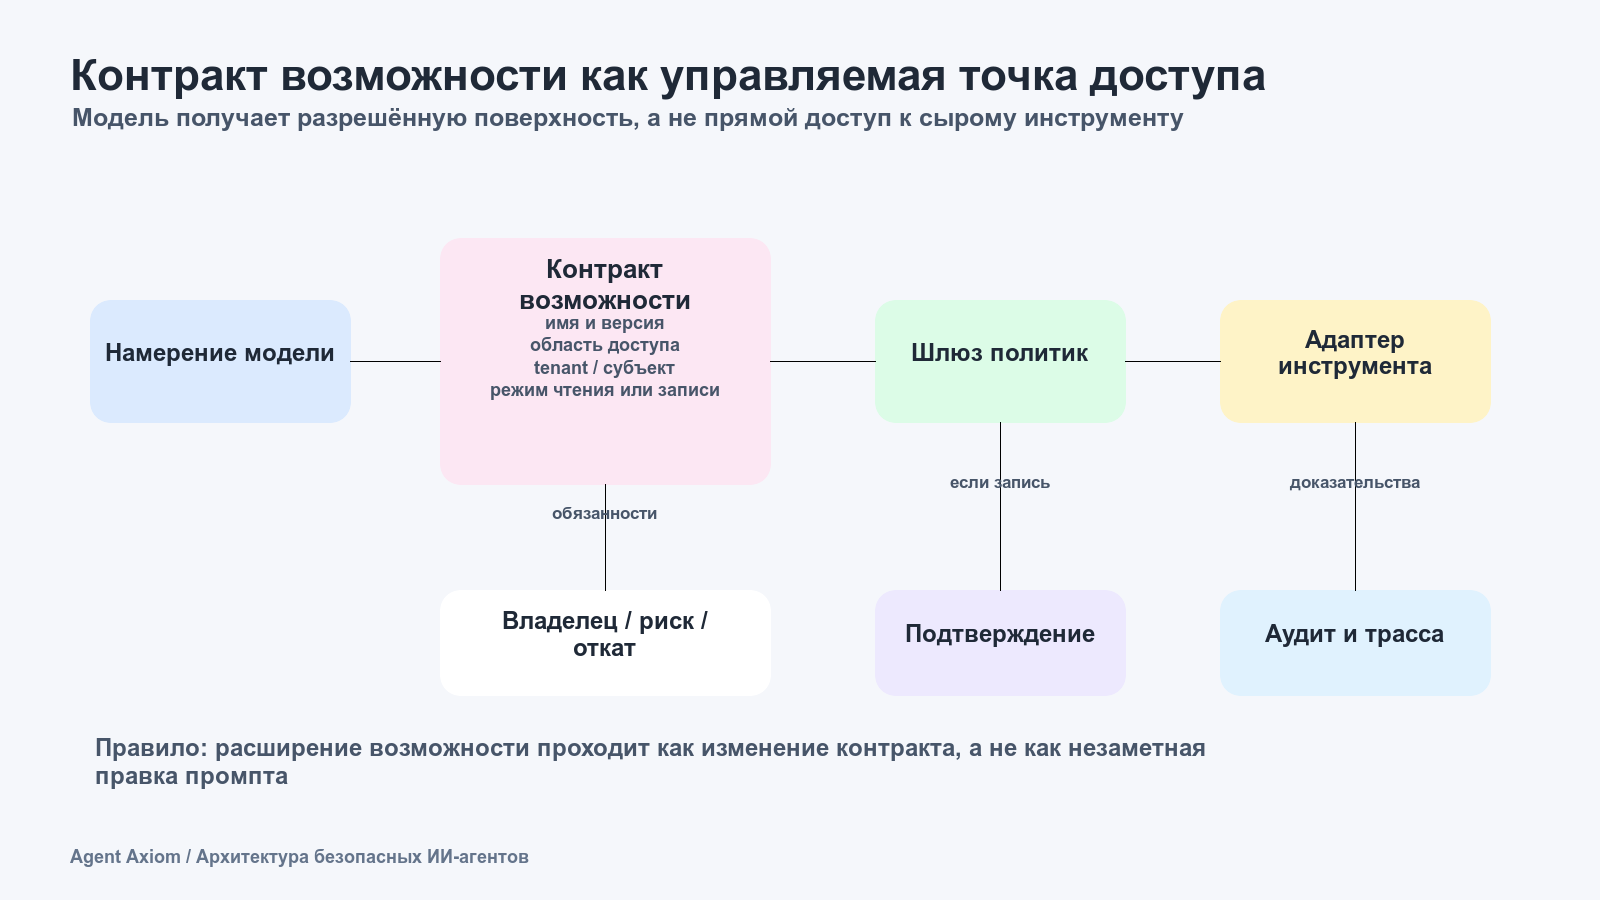 Контракт возможности как управляемая точка доступа
Модель получает разрешённую поверхность, а не прямой доступ к сырому инструменту
Намерение модели
Контракт
возможности
имя и версия
область доступа
tenant / субъект
режим чтения или записи
Шлюз политик
Адаптер
инструмента
обязанности
если запись
доказательства
Владелец / риск /
откат
Подтверждение
Аудит и трасса
Правило: расширение возможности проходит как изменение контракта, а не как незаметная
правка промпта
Agent Axiom / Архитектура безопасных ИИ-агентов